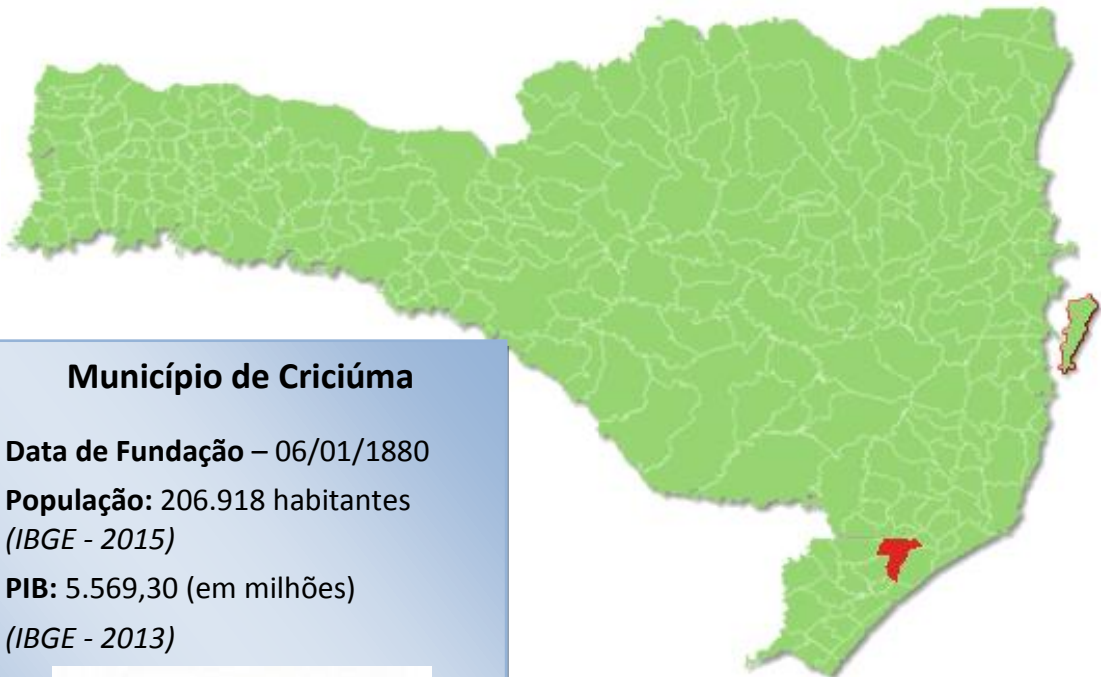 Município de Criciúma
Data de Fundação – 06/01/1880
População: 206.918 habitantes
(IBGE - 2015)
PIB: 5.569,30 (em milhões)
(IBGE - 2013)